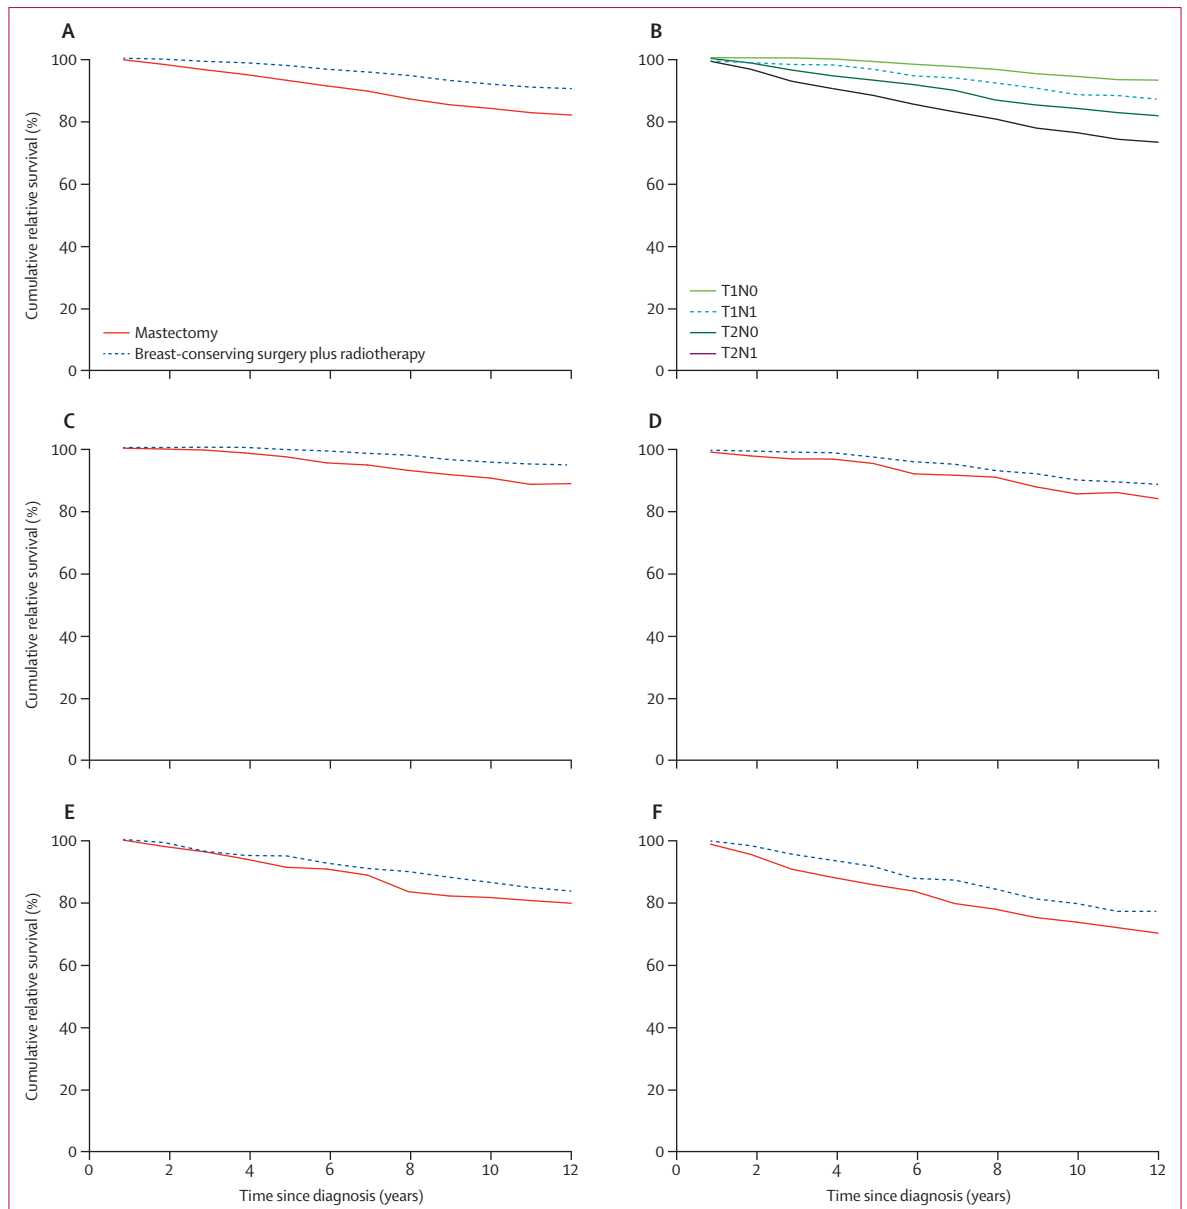 A
Cumulative relative survival (%)
100
80
60
40
20
0
Mastectomy
Breast-conserving surgery plus radiotherapy
B
100
80
60
40
20
0
T1N0
T1N1
T2N0
T2N1
C
Cumulative relative survival (%)
100
80
60
40
20
0
D
100
80
60
40
20
0
E
Cumulative relative survival (%)
100
80
60
40
20
0
0 2 4 6 8 10 12
Time since diagnosis (years)
F
100
80
60
40
20
0
0 2 4 6 8 10 12
Time since diagnosis (years)